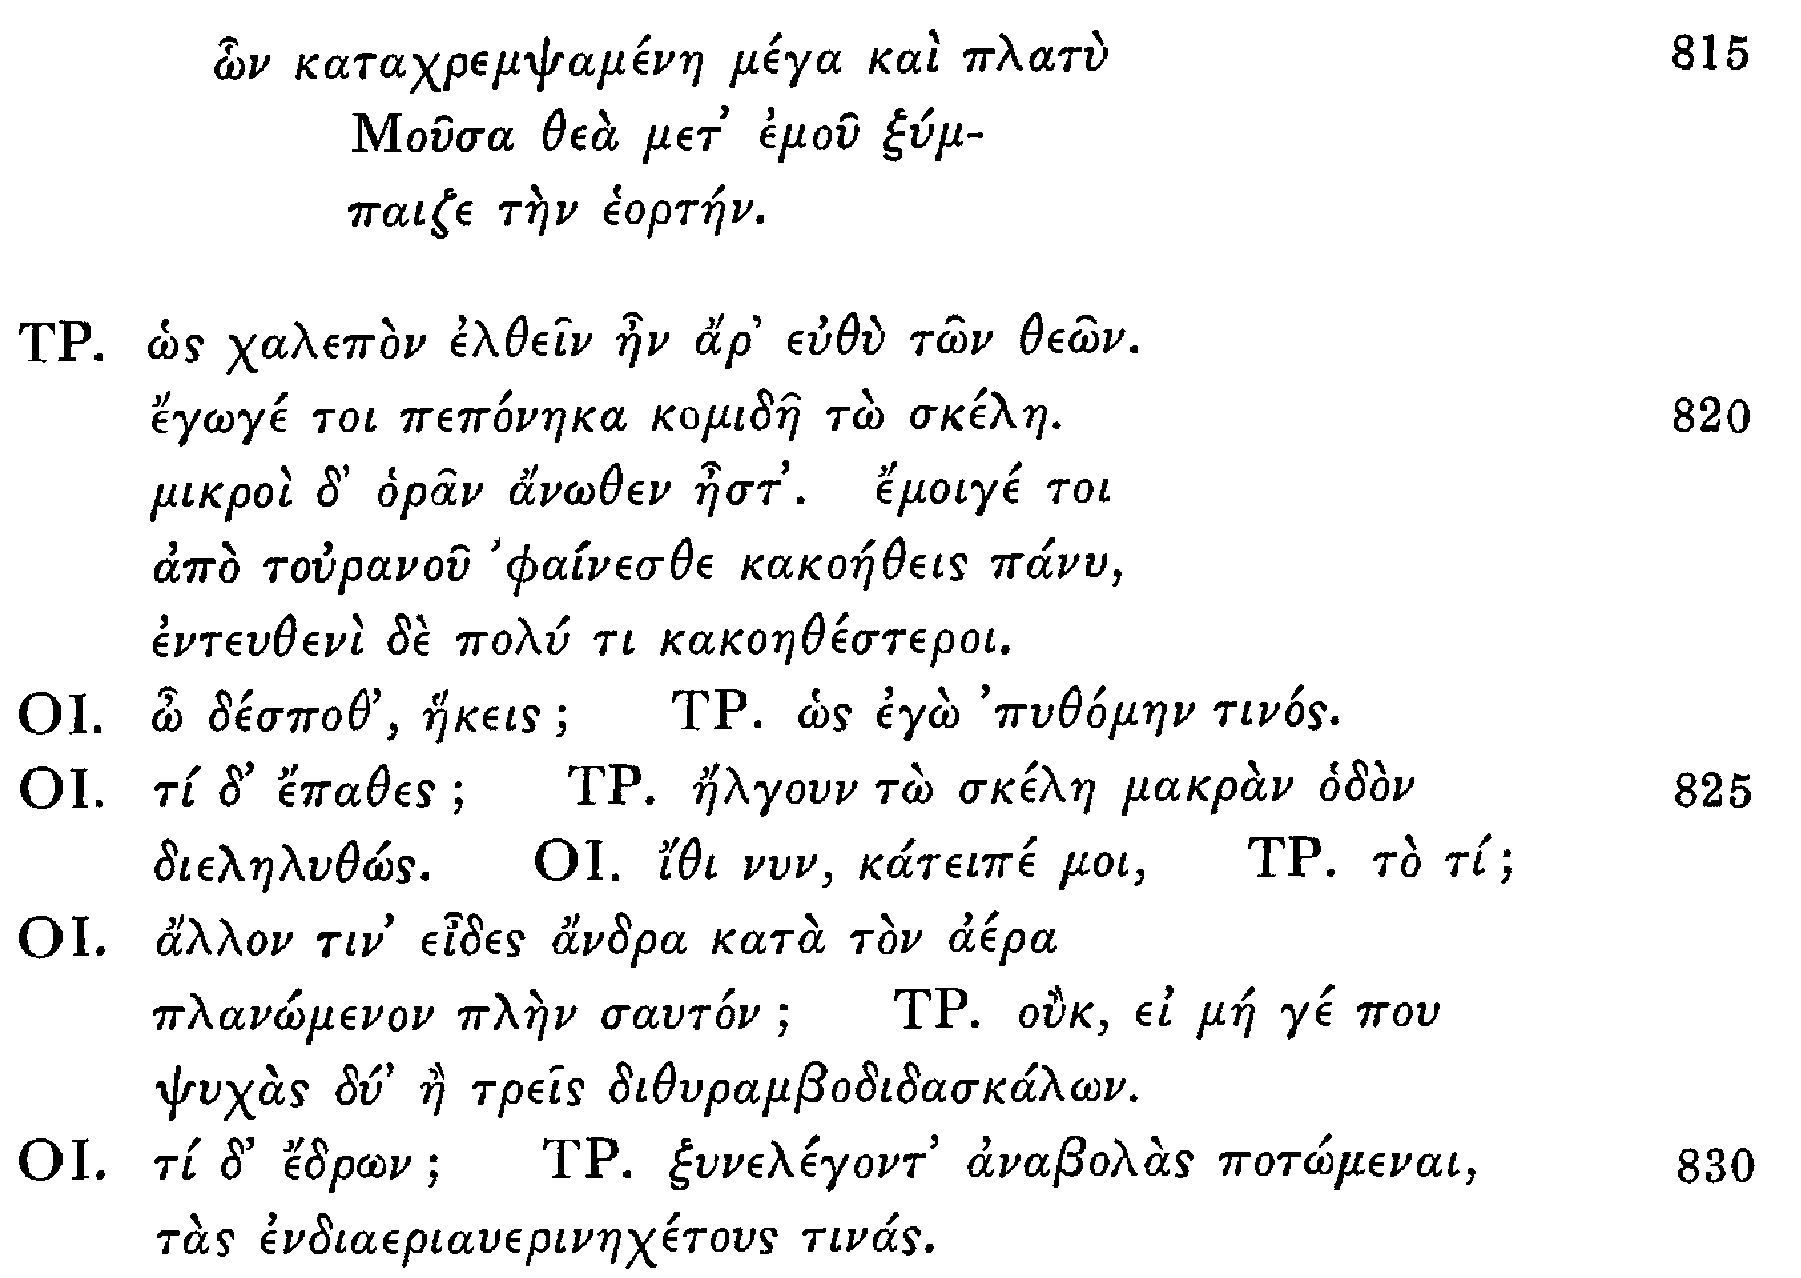 ὧν καταχρεμψαμένη μέγα καὶ πλατὺ 815
Μοῦσα θεὰ μετ’ ἐμοῦ ξύμ-
παιζε τὴν ἑορτήν.
ΤΡ. ὡς χαλεπὸν ἐλθεῖν ἦν ἄρ’ εὐθὺ τῶν θεῶν.
ἔγωγέ τοι πεπόνηκα κομιδῇ τὼ σκέλη. 820
μικροὶ δ’ ὁρᾶν ἄνωθεν ἦστ’. ἔμοιγέ τοι
ἀπὸ τοὐρανοῦ ’φαίνεσθε κακοήθεις πάνυ,
ἐντευθενὶ δὲ πολύ τι κακοηθέστεροι.
ΟΙ. ὦ δέσποθ’, ἥκεις; ΤΡ. ὡς ἐγὼ ’πυθόμην τινός.
ΟΙ. τί δ’ ἔπαθες; ΤΡ. ἤλγουν τὼ σκέλη μακρὰν ὁδὸν 825
διεληλυθώς. ΟΙ. ἴθι νυν, κάτειπέ μοι, ΤΡ. τὸ τί;
ΟΙ. ἄλλον τιν’ εἶδες ἄνδρα κατὰ τὸν ἀέρα
πλανώμενον πλὴν σαυτόν; ΤΡ. οὔκ, εἰ μή γέ που
ψυχὰς δύ’ ἢ τρεῖς διθυραμβοδιδασκάλων.
ΟΙ. τί δ’ ἔδρων; ΤΡ. ξυνελέγοντ’ ἀναβολὰς ποτώμεναι, 830
τὰς ἐνδιαεριαυερινηχέτους τινάς.